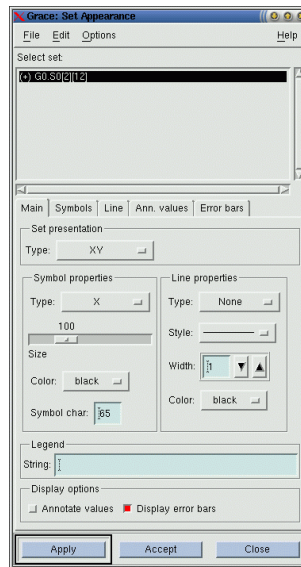 Grace: Set Appearance
File Edit Options Help
Select set:
(+) G0.S0[2][12]
Main Symbols Line Ann. values Error bars
Set presentation
Type: XY
Symbol properties Line properties
Type: X Type: None
100 Style:
Size Width: 1
Color: black Color: black
Symbol char: 65
Legend
String:
Display options
Annotate values Display error bars
Apply Accept Close